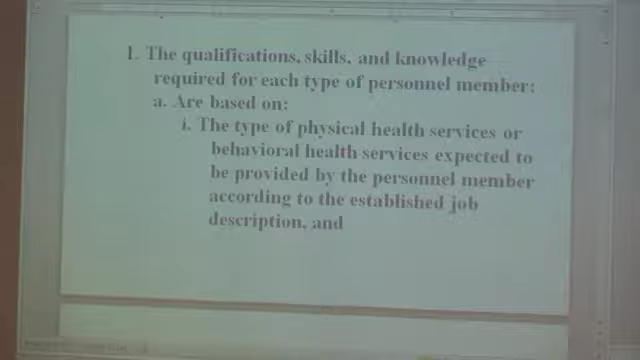 1. The qualifications, skills, and knowledge
required for each type of personnel member:
a. Are based on:
i. The type of physical health services or
behavioral health services expected to
be provided by the personnel member
according to the established job
description, and